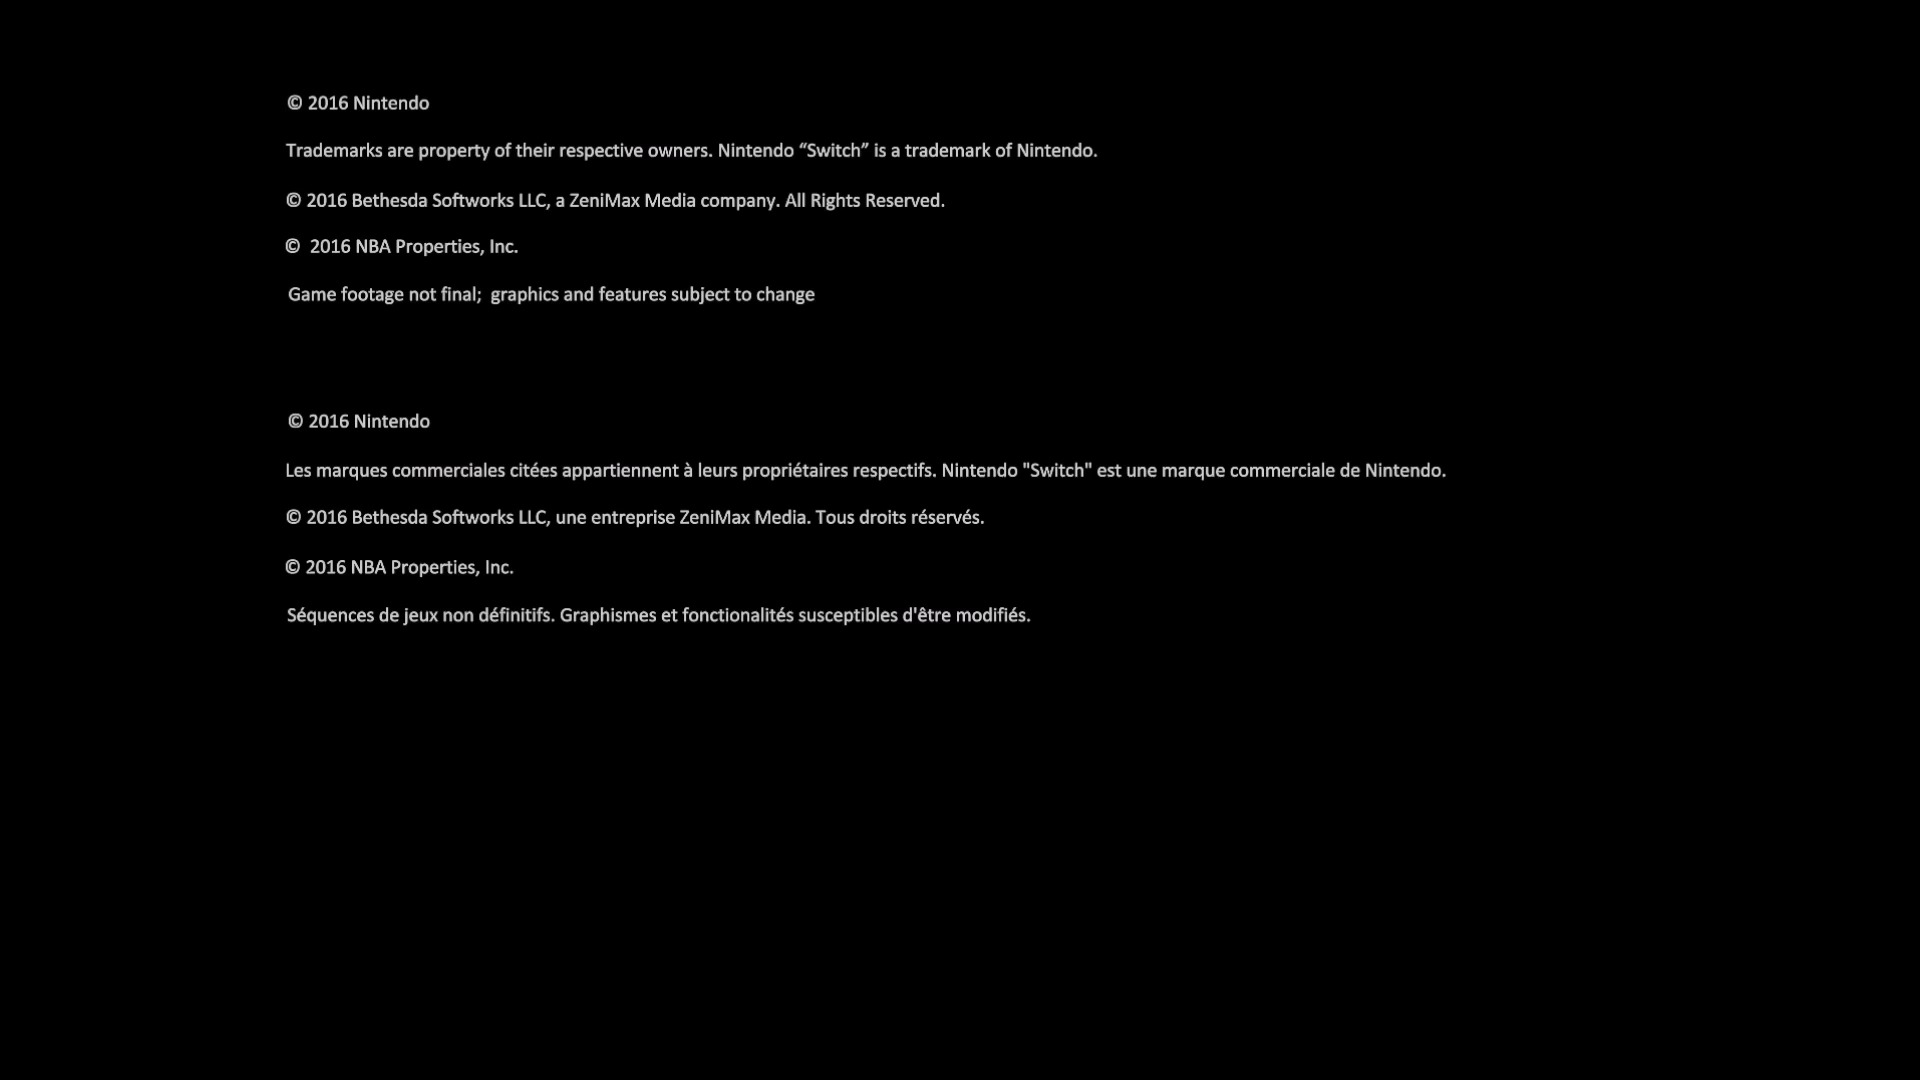 © 2016 Nintendo
Trademarks are property of their respective owners. Nintendo “Switch” is a trademark of Nintendo.
© 2016 Bethesda Softworks LLC, a ZeniMax Media company. All Rights Reserved.
©  2016 NBA Properties, Inc.
Game footage not final;  graphics and features subject to change
© 2016 Nintendo
Les marques commerciales citées appartiennent à leurs propriétaires respectifs. Nintendo "Switch" est une marque commerciale de Nintendo.
© 2016 Bethesda Softworks LLC, une entreprise ZeniMax Media. Tous droits réservés.
© 2016 NBA Properties, Inc.
Séquences de jeux non définitifs. Graphismes et fonctionalités susceptibles d'être modifiés.